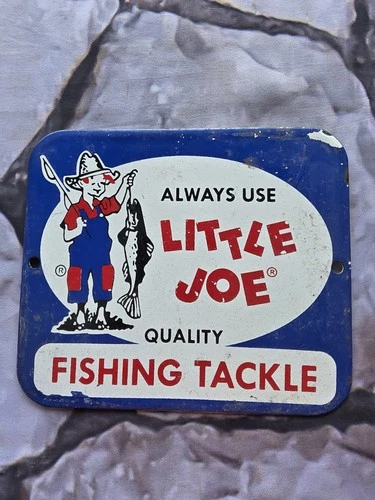 ALWAYS USE
LITTLE
JOE®
®
QUALITY
FISHING TACKLE